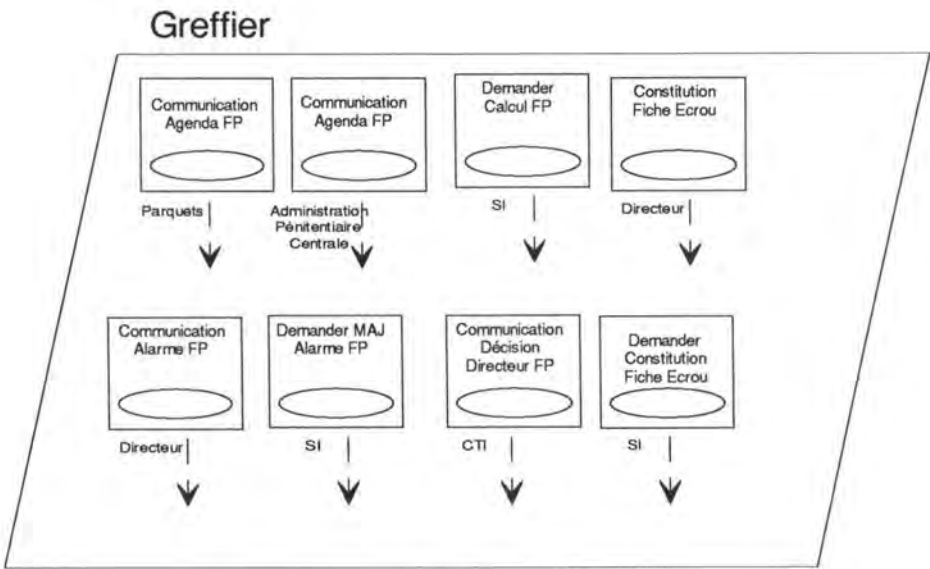 Greffier
Communication
Agenda FP
Communication
Agenda FP
Demander
Calcul FP
Constitution
Fiche Ecrou
Parquets
Administration
Pénitentiaire
Centrale
SI
Directeur
Communication
Alarme FP
Demander MAJ
Alarme FP
Communication
Décision
Directeur FP
Demander
Constitution
Fiche Ecrou
Directeur
SI
CTI
SI